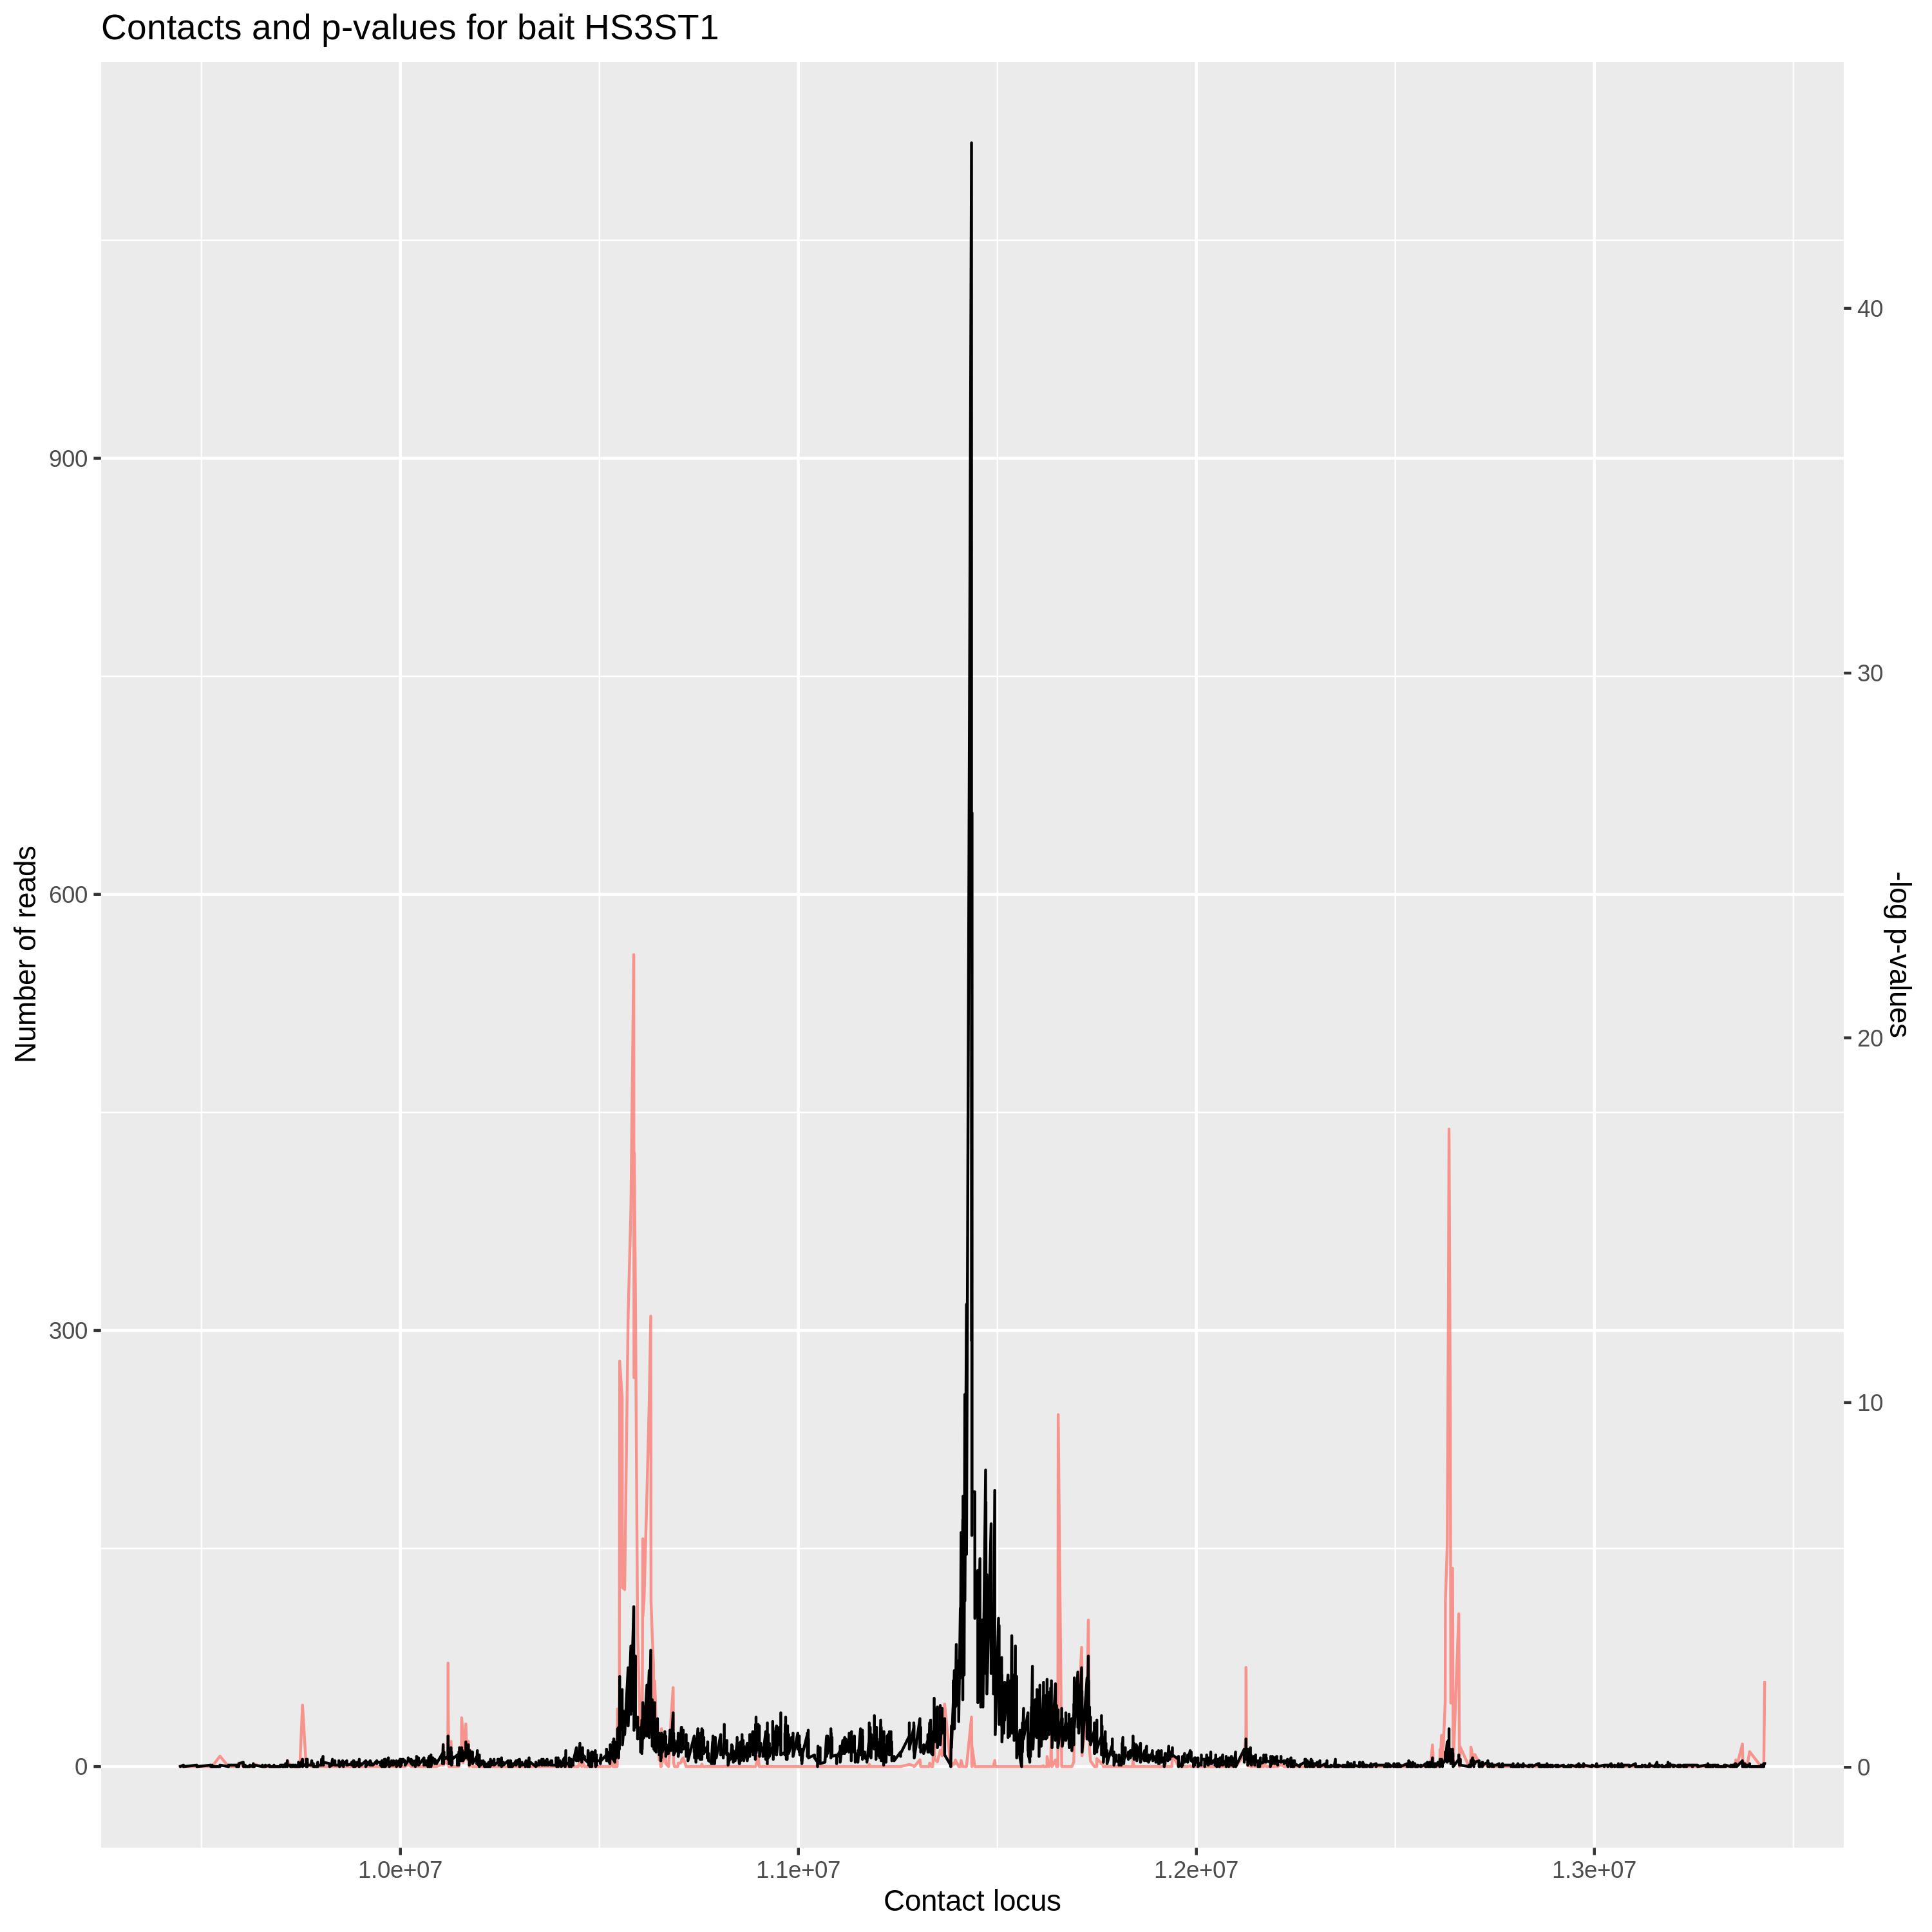 Contacts and p-values for bait HS3ST1
Number of reads
900
600
300
0
40
30
20
10
0
-log p-values
1.0e+07
1.1e+07
1.2e+07
1.3e+07
Contact locus